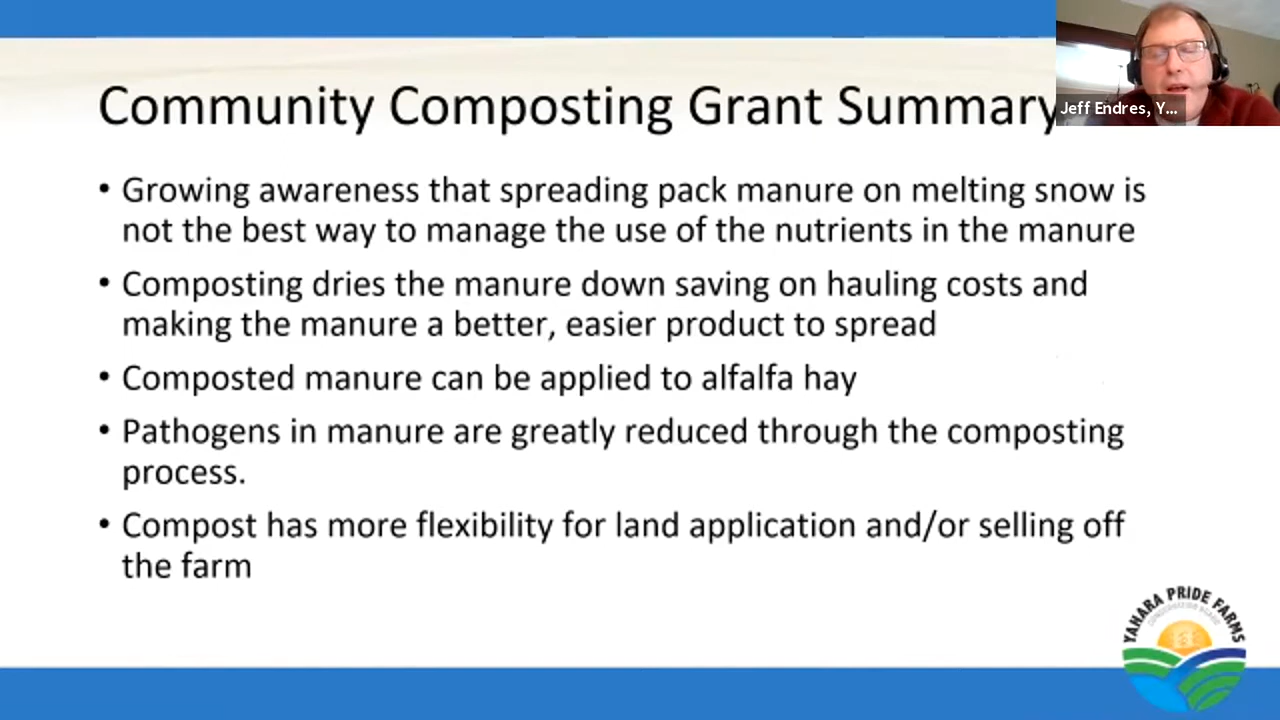 Community Composting Grant Summary
Jeff Endres, Y...
• Growing awareness that spreading pack manure on melting snow is
not the best way to manage the use of the nutrients in the manure
• Composting dries the manure down saving on hauling costs and
making the manure a better, easier product to spread
• Composted manure can be applied to alfalfa hay
• Pathogens in manure are greatly reduced through the composting
process.
• Compost has more flexibility for land application and/or selling off
the farm
YAHARA PRIDE FARMS
CONSERVATION BOARD